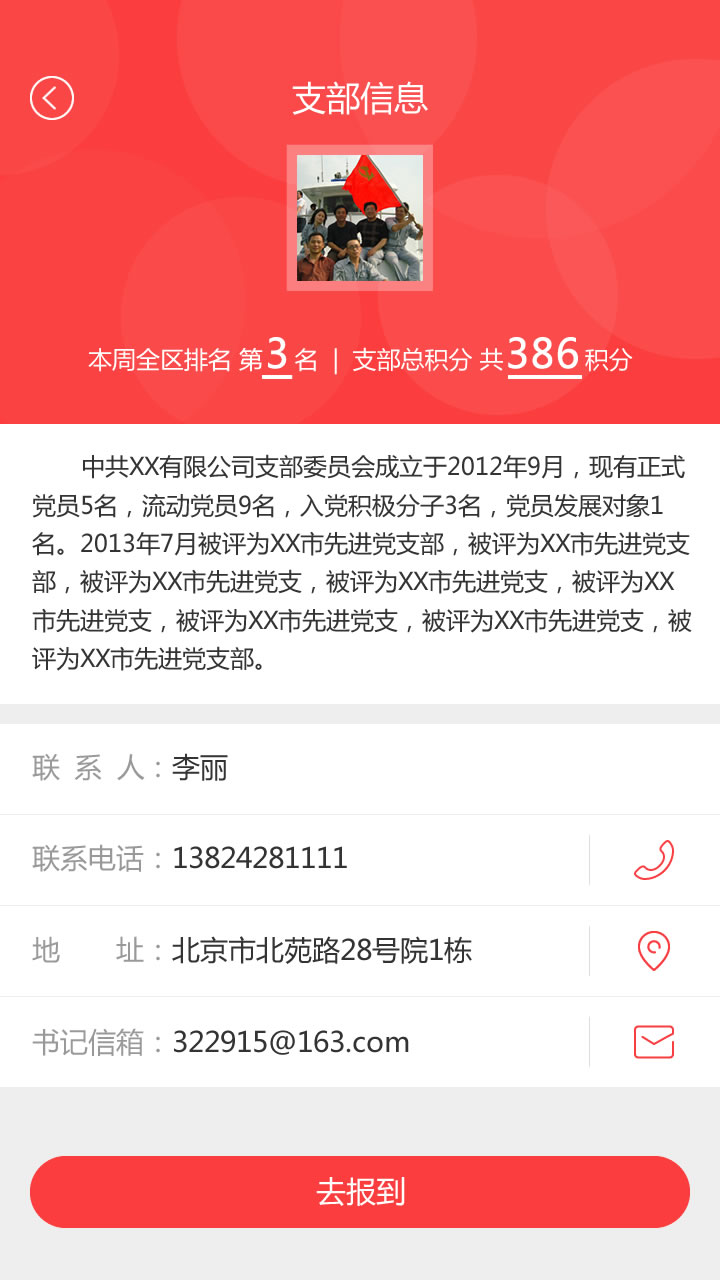 支部信息
本周全区排名 第3名 | 支部总积分 共386积分
中共XX有限公司支部委员会成立于2012年9月，现有正式
党员5名，流动党员9名，入党积极分子3名，党员发展对象1
名。2013年7月被评为XX市先进党支部，被评为XX市先进党支
部，被评为XX市先进党支，被评为XX市先进党支，被评为XX
市先进党支，被评为XX市先进党支，被评为XX市先进党支，被
评为XX市先进党支部。
联 系 人：李丽
联系电话：13824281111
地 址：北京市北苑路28号院1栋
书记信箱：322915@163.com
去报到